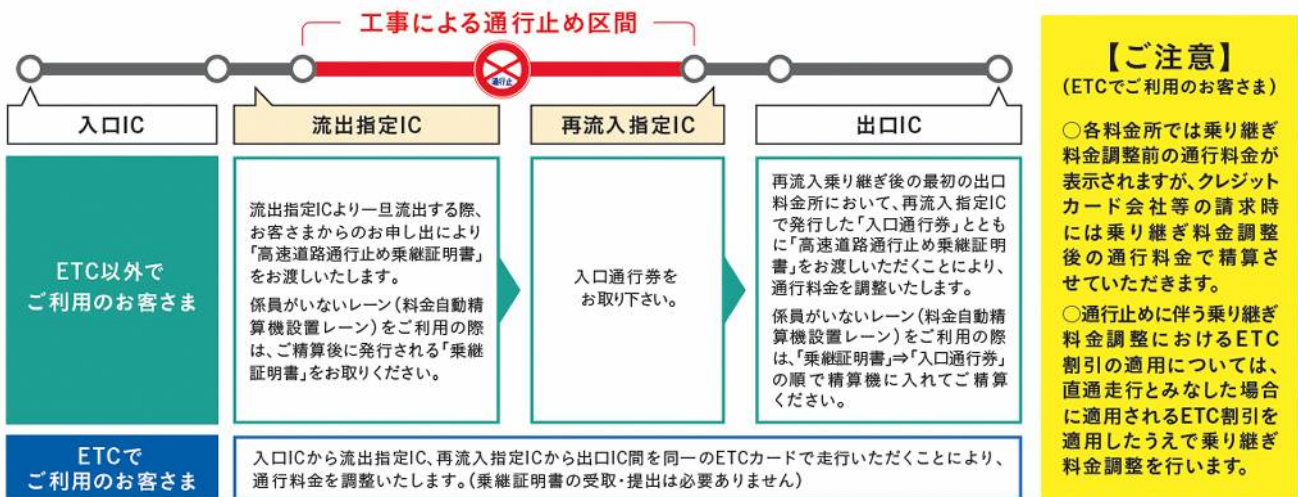 工事による通行止め区間
通行止
入口IC
流出指定IC
再流入指定IC
出口IC
ETC以外で
ご利用のお客さま
流出指定ICより一旦流出する際、
お客さまからのお申し出により
「高速道路通行止め乗継証明書」
をお渡しいたします。
係員がいないレーン(料金自動精
算機設置レーン)をご利用の際
は、ご精算後に発行される「乗継
証明書」をお取りください。
入口通行券を
お取り下さい。
再流入乗り継ぎ後の最初の出口
料金所において、再流入指定IC
で発行した「入口通行券」ととも
に「高速道路通行止め乗継証明
書」をお渡しいただくことにより、
通行料金を調整いたします。
係員がいないレーン(料金自動精
算機設置レーン)をご利用の際
は、「乗継証明書」⇒「入口通行券」
の順で精算機に入れてご精算
ください。
ETCで
ご利用のお客さま
入口ICから流出指定IC、再流入指定ICから出口IC間を同一のETCカードで走行いただくことにより、
通行料金を調整いたします。(乗継証明書の受取・提出は必要ありません)
【ご注意】
(ETCでご利用のお客さま)
○各料金所では乗り継ぎ
料金調整前の通行料金が
表示されますが、クレジット
カード会社等の請求時
には乗り継ぎ料金調整
後の通行料金で精算さ
せていただきます。
○通行止めに伴う乗り継ぎ
料金調整におけるETC
割引の適用については、
直通走行とみなした場合
に適用されるETC割引を
適用したうえで乗り継ぎ
料金調整を行います。